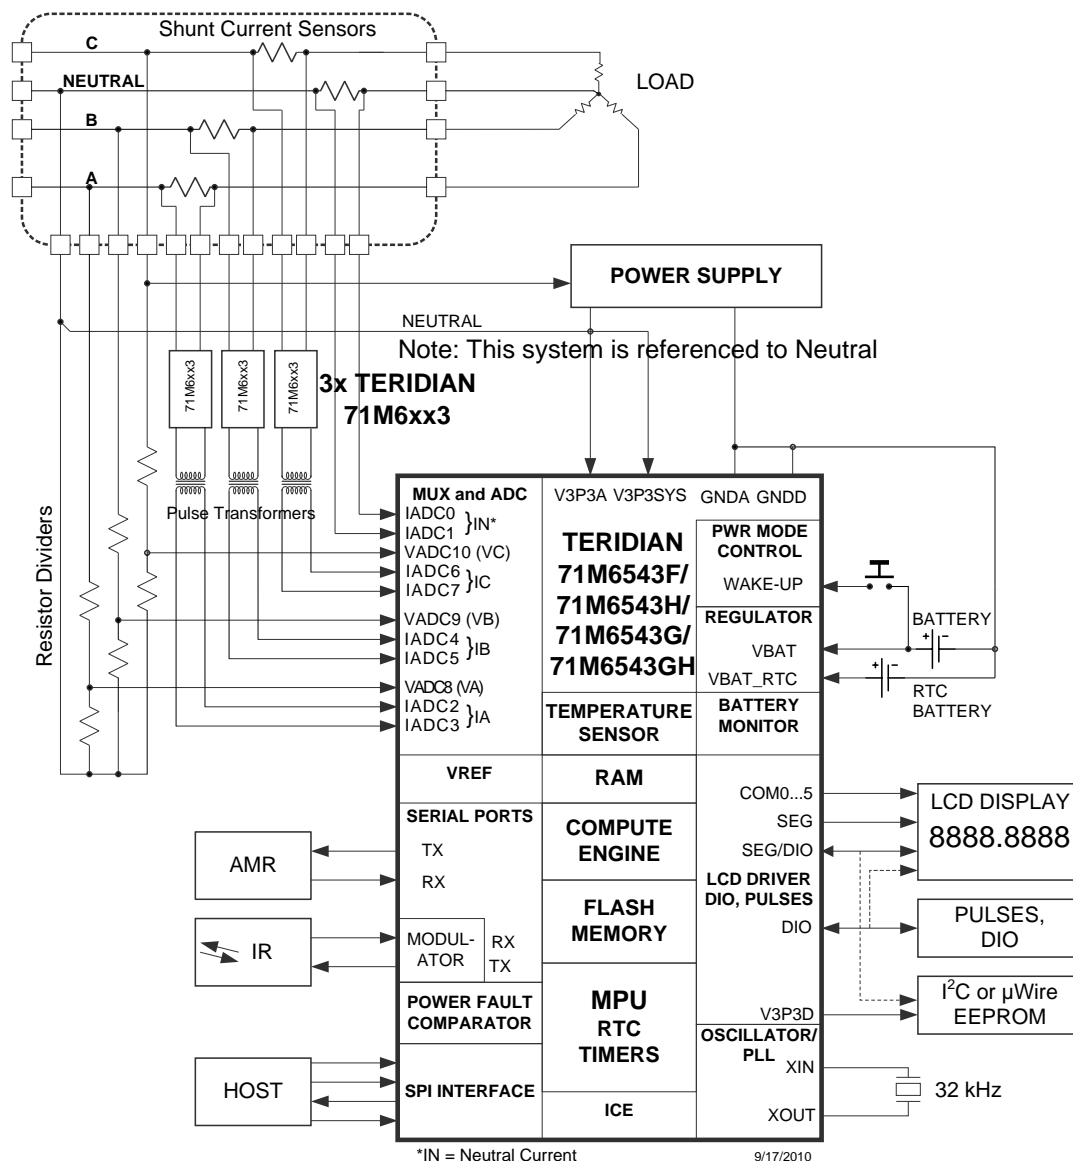 Shunt Current Sensors
C
NEUTRAL
B
A
LOAD
POWER SUPPLY
NEUTRAL
Note: This system is referenced to Neutral
3x TERIDIAN
71M6xx3
71M6xx3
71M6xx3
71M6xx3
Pulse Transformers
Resistor Dividers
MUX and ADC
IADC0
IADC1
}IN*
VADC10 (VC)
IADC6
IADC7
}IC
VADC9 (VB)
IADC4
IADC5
}IB
VADC8 (VA)
IADC2
IADC3
}IA
V3P3A V3P3SYS GNDA GNDD
TERIDIAN
71M6543F/
71M6543H/
71M6543G/
71M6543GH
PWR MODE
CONTROL
WAKE-UP
REGULATOR
VBAT
VBAT_RTC
BATTERY
MONITOR
BATTERY
+ -
+ -
RTC
BATTERY
TEMPERATURE
SENSOR
VREF
RAM
SERIAL PORTS
TX
RX
COMPUTE
ENGINE
FLASH
MEMORY
MODUL-
ATOR
RX
TX
POWER FAULT
COMPARATOR
MPU
RTC
TIMERS
SPI INTERFACE
ICE
COM0...5
SEG
SEG/DIO
LCD DRIVER
DIO, PULSES
DIO
V3P3D
OSCILLATOR/
PLL
XIN
XOUT
AMR
IR
HOST
LCD DISPLAY
8888.8888
PULSES,
DIO
I2C or µWire
EEPROM
32 kHz
*IN = Neutral Current
9/17/2010